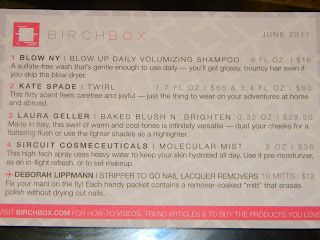 BIRCHBOX
JUNE 2011
1 BLOW NY | BLOW UP DAILY VOLUMIZING SHAMPOO 9 FL OZ | $16
A sulfate-free wash that's gentle enough to use daily — you'll get glossy, bouncy hair even if
you skip the blow dryer.
2 KATE SPADE | TWIRL 1.7 FL OZ | $65 & 3.4 FL OZ | $80
This flirty scent feels carefree and joyful — just the thing to wear on your adventures at home
and abroad.
3 LAURA GELLER | BAKED BLUSH N' BRIGHTEN 0.32 OZ | $29.50
Made in Italy, this swirl of warm and cool tones is infinitely versatile — dust your cheeks for a
flattering flush or use the lighter shades as a highlighter.
4 SIRCUIT COSMECEUTICALS | MOLECULAR MIST 2 OZ | $36
This high-tech spray uses heavy water to keep your skin hydrated all day. Use it pre-moisturizer,
as an in-flight refresh, or to set makeup.
+ DEBORAH LIPPMANN | STRIPPER TO GO NAIL LACQUER REMOVERS 10 MITTS | $12
Fix your mani on the fly! Each handy packet contains a remover-soaked "mitt" that erases
polish without drying out nails.
VISIT BIRCHBOX.COM FOR HOW-TO VIDEOS, TREND ARTICLES & TO BUY THE PRODUCTS YOU LOVE